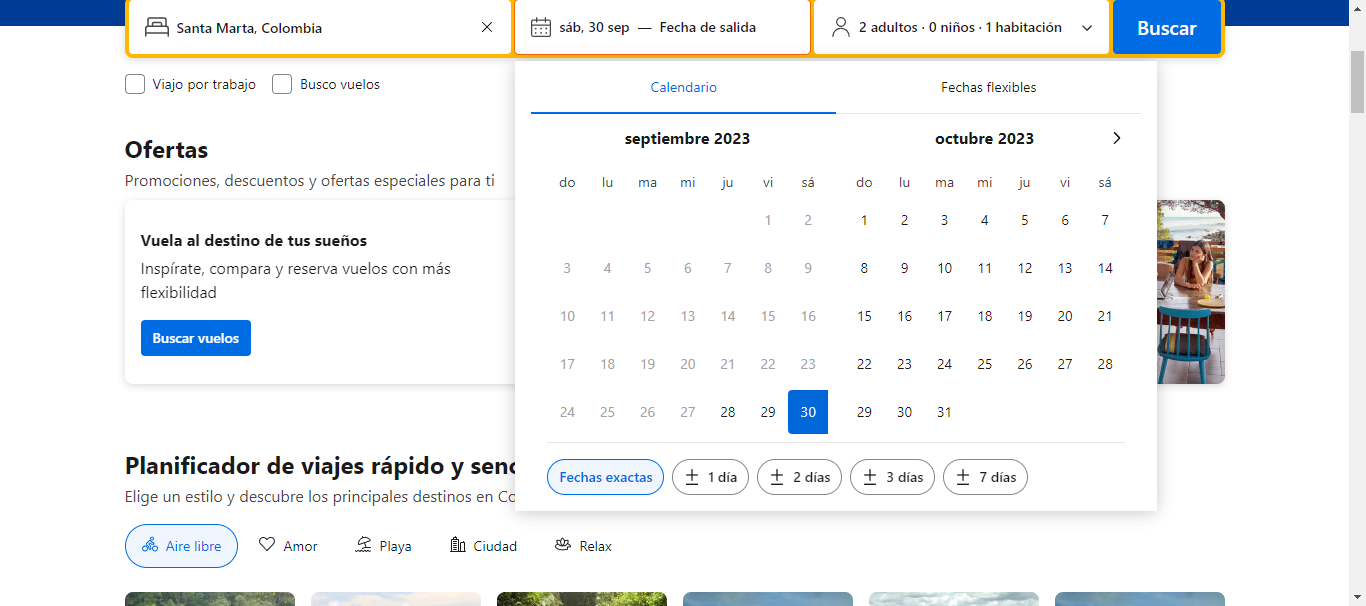 Santa Marta, Colombia
sáb, 30 sep — Fecha de salida
2 adultos · 0 niños · 1 habitación
Buscar
Viajo por trabajo
Busco vuelos
Calendario
Fechas flexibles
septiembre 2023
do lu ma mi ju vi sá
1 2
3 4 5 6 7 8 9
10 11 12 13 14 15 16
17 18 19 20 21 22 23
24 25 26 27 28 29 30
octubre 2023
do lu ma mi ju vi sá
1 2 3 4 5 6 7
8 9 10 11 12 13 14
15 16 17 18 19 20 21
22 23 24 25 26 27 28
29 30 31
Fechas exactas
± 1 día
± 2 días
± 3 días
± 7 días
Ofertas
Promociones, descuentos y ofertas especiales para ti
Vuela al destino de tus sueños
Inspírate, compara y reserva vuelos con más
flexibilidad
Buscar vuelos
Planificador de viajes rápido y
Elige un estilo y descubre los principales destinos en
Aire libre
Amor
Playa
Ciudad
Relax